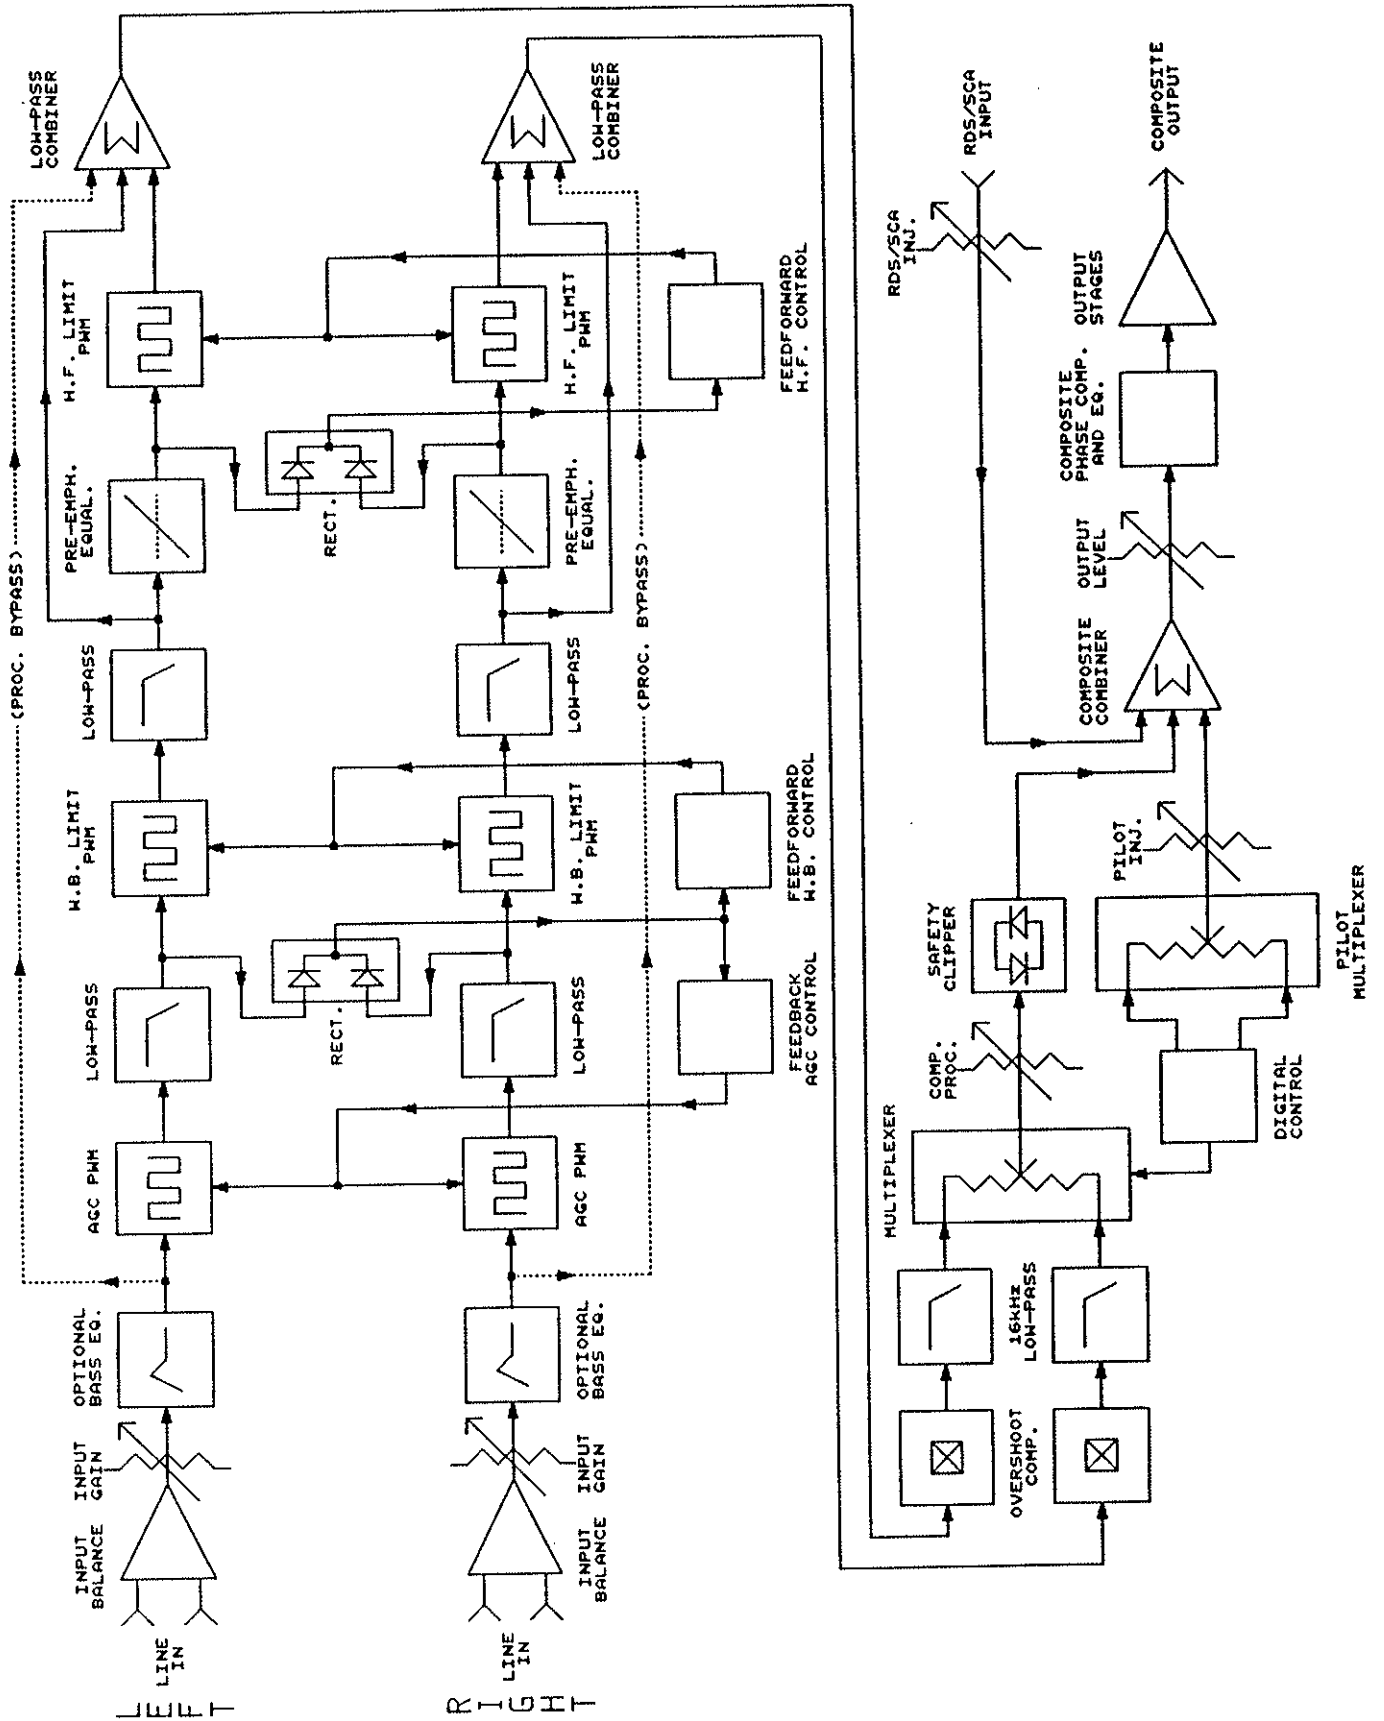 LEFT
LINE
IN
INPUT
BALANCE
INPUT
GAIN
OPTIONAL
BASS EQ.
AGC PWM
LOW-PASS
W.B. LIMIT
PWM
LOW-PASS
PRE-EMPH.
EQUAL.
H.F. LIMIT
PWM
LOW-PASS
COMBINER
(PROC. BYPASS)
RECT.
RECT.
RIGHT
LINE
IN
INPUT
BALANCE
INPUT
GAIN
OPTIONAL
BASS EQ.
AGC PWM
LOW-PASS
W.B. LIMIT
PWM
LOW-PASS
PRE-EMPH.
EQUAL.
H.F. LIMIT
PWM
LOW-PASS
COMBINER
(PROC. BYPASS)
FEEDBACK
AGC CONTROL
FEEDFORWARD
W.B. CONTROL
FEEDFORWARD
H.F. CONTROL
OVERSHOOT
COMP.
16kHz
LOW-PASS
MULTIPLEXER
COMP.
PROC.
SAFETY
CLIPPER
DIGITAL
CONTROL
PILOT
MULTIPLEXER
PILOT
INJ.
COMPOSITE
COMBINER
OUTPUT
LEVEL
COMPOSITE
PHASE COMP.
AND EQ.
OUTPUT
STAGES
COMPOSITE
OUTPUT
RDS/SCA
INJ.
RDS/SCA
INPUT
Σ
Σ
Σ